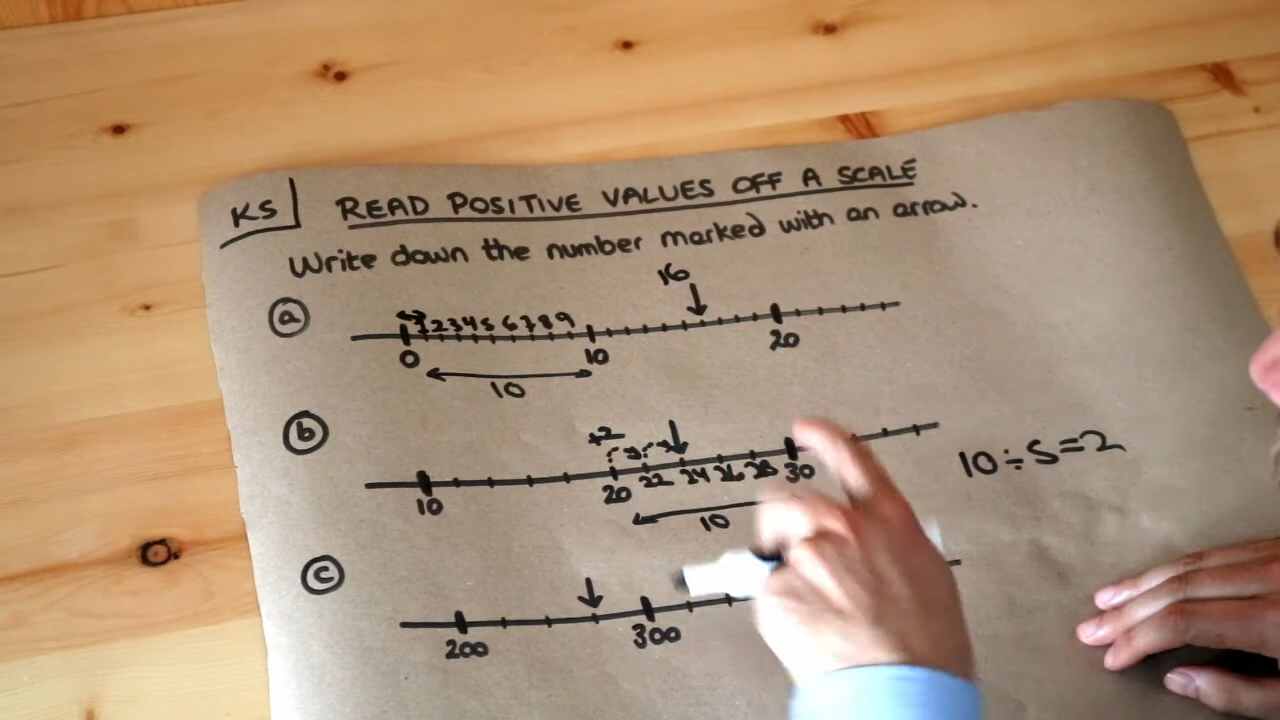 KS READ POSITIVE VALUES OFF A SCALE
Write down the number marked with an arrow.
16
a
1 2 3 4 5 6 7 8 9
0 10 20
10
b
+2
10 20 22 24 26 28 30
10÷5=2
10
c
200 300